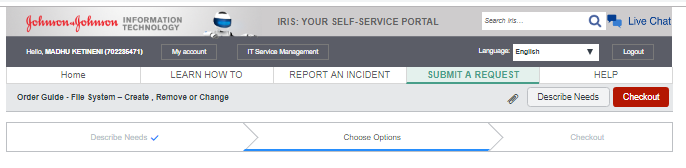 Johnson & Johnson INFORMATION TECHNOLOGY
IRIS: YOUR SELF-SERVICE PORTAL
Search Iris...
Live Chat
Hello, MADHU KETINENI (702235471)
My account
IT Service Management
Language: English
Logout
Home
LEARN HOW TO
REPORT AN INCIDENT
SUBMIT A REQUEST
HELP
Order Guide - File System – Create , Remove or Change
Describe Needs
Checkout
Describe Needs
Choose Options
Checkout